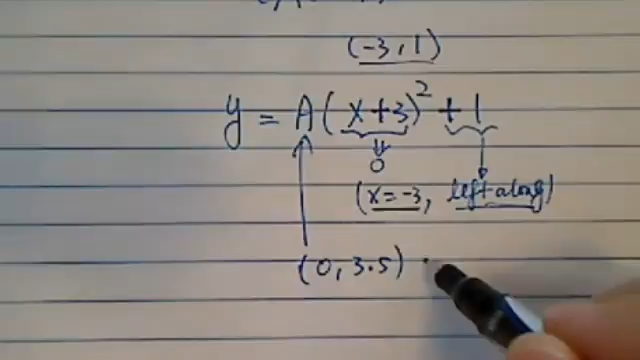 (-3, 1)
y = A(x+3)² + 1
0
(x = -3, left along)
(0, 3.5)